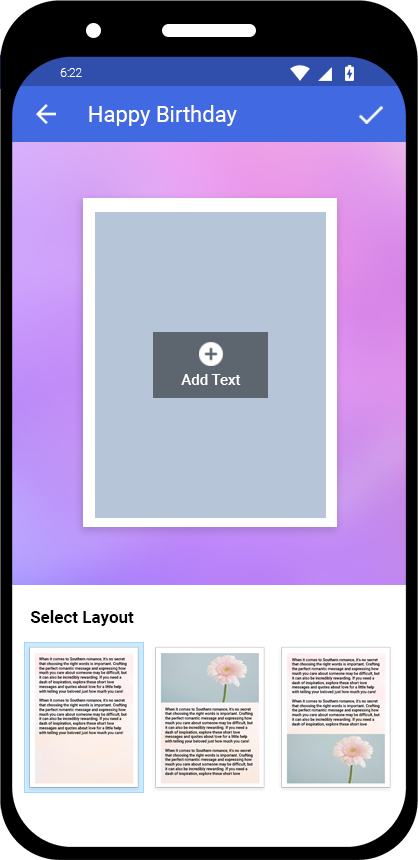 6:22
Happy Birthday
Add Text
Select Layout
When it comes to Southern romance, it's no secret
that choosing the right words is important. Crafting
the perfect romantic message and expressing how
much you care about someone may be difficult, but
it can also be incredibly rewarding. If you need a
dash of inspiration, explore these short love
messages and quotes about love for a little help
with telling your beloved just how much you care!
When it comes to Southern romance, it's no secret
that choosing the right words is important. Crafting
the perfect romantic message and expressing how
much you care about someone may be difficult, but
it can also be incredibly rewarding. If you need a
dash of inspiration, explore these short love
messages and quotes about love for a little help
with telling your beloved just how much you care!
When it comes to Southern romance, it's no secret
that choosing the right words is important. Crafting
the perfect romantic message and expressing how
much you care about someone may be difficult, but
it can also be incredibly rewarding. If you need a
dash of inspiration, explore these short love
messages and quotes about love for a little help
with telling your beloved just how much you care!
When it comes to Southern romance, it's no secret
that choosing the right words is important. Crafting
the perfect romantic message and expressing how
much you care about someone may be difficult, but
it can also be incredibly rewarding. If you need a
dash of inspiration, explore these short love
When it comes to Southern romance, it's no secret
that choosing the right words is important. Crafting
the perfect romantic message and expressing how
much you care about someone may be difficult, but
it can also be incredibly rewarding. If you need a
dash of inspiration, explore these short love
messages and quotes about love for a little help
with telling your beloved just how much you care!
When it comes to Southern romance, it's no secret
that choosing the right words is important. Crafting
the perfect romantic message and expressing how
much you care about someone may be difficult, but
it can also be incredibly rewarding. If you need a
dash of inspiration, explore these short love